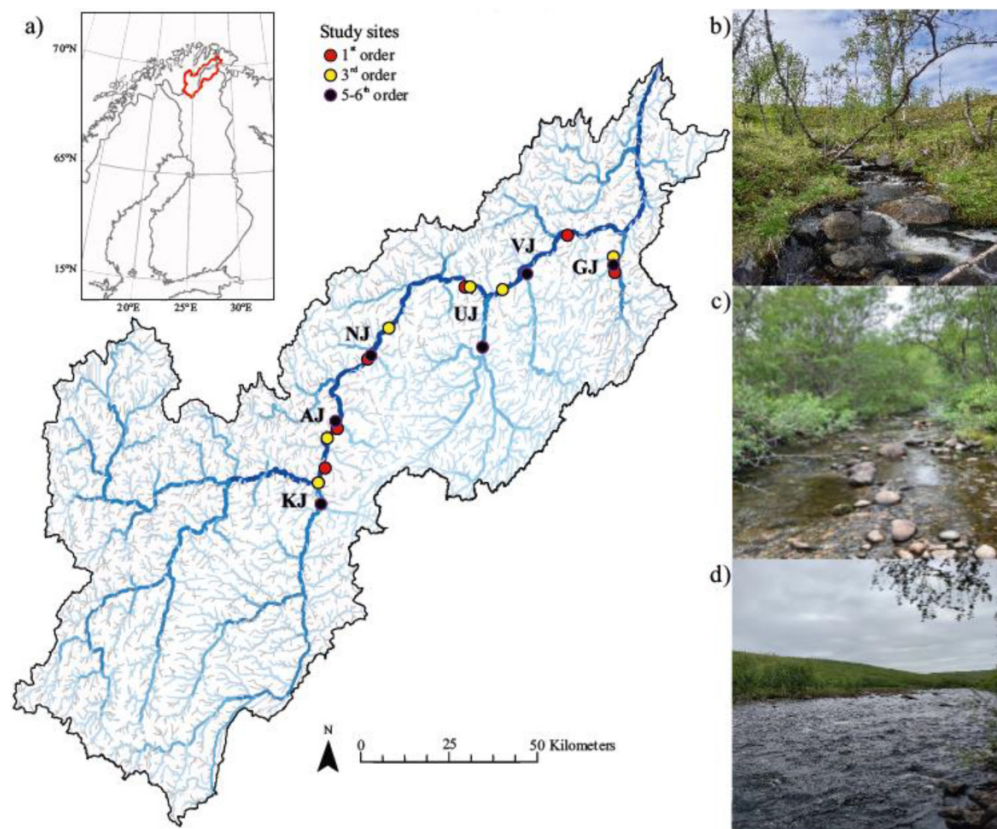 a)
70°N
65°N
15°N
20°E
25°E
30°E
Study sites
1st order
3rd order
5-6th order
VJ
GJ
UJ
NJ
AJ
KJ
N
0 25 50 Kilometers
b)
c)
d)